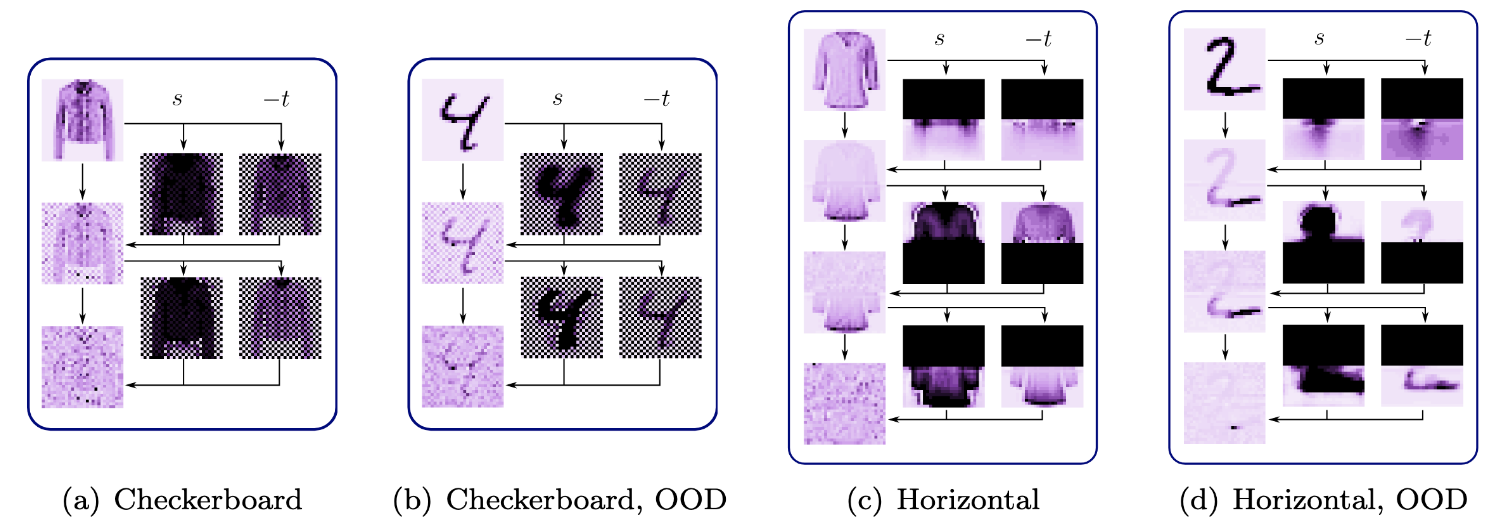 s −t
s −t
s −t
s −t
(a) Checkerboard
(b) Checkerboard, OOD
(c) Horizontal
(d) Horizontal, OOD